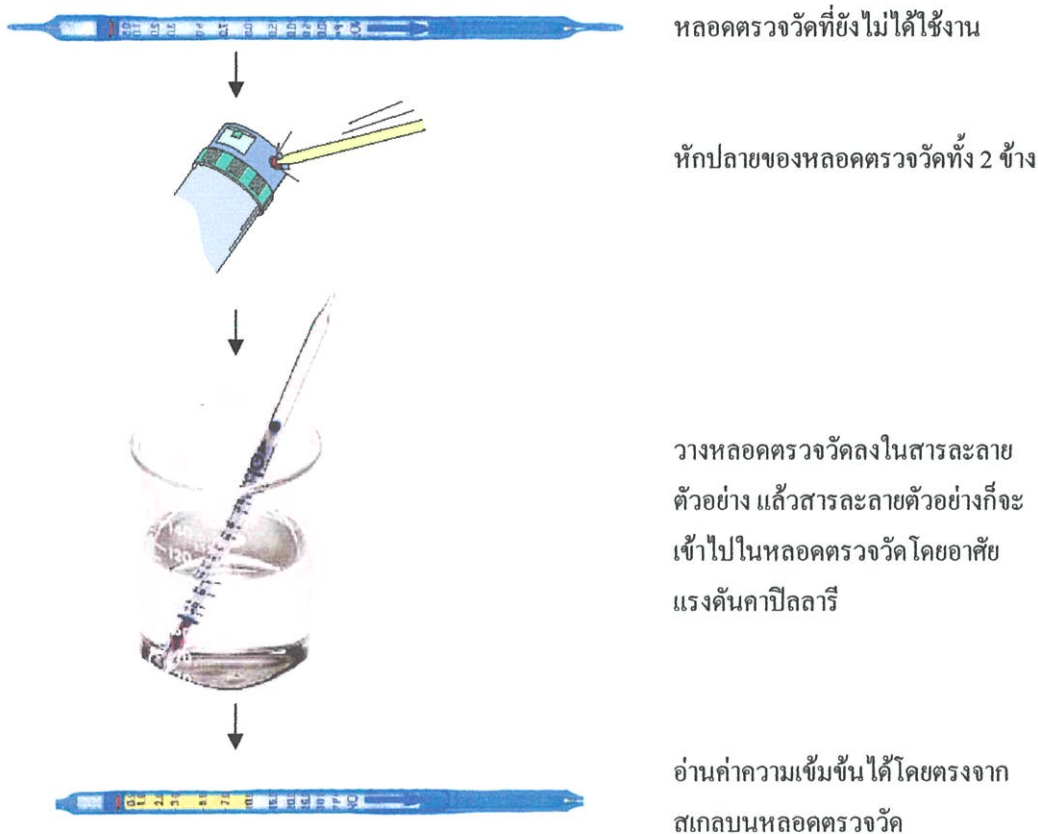 หลอดตรวจวัดที่ยังไม่ได้ใช้งาน
หักปลายของหลอดตรวจวัดทั้ง 2 ข้าง
วางหลอดตรวจวัดลงในสารละลาย
ตัวอย่าง แล้วสารละลายตัวอย่างก็จะ
เข้าไปในหลอดตรวจวัดโดยอาศัย
แรงดันคาปิลลารี
อ่านค่าความเข้มข้นได้โดยตรงจาก
สเกลบนหลอดตรวจวัด